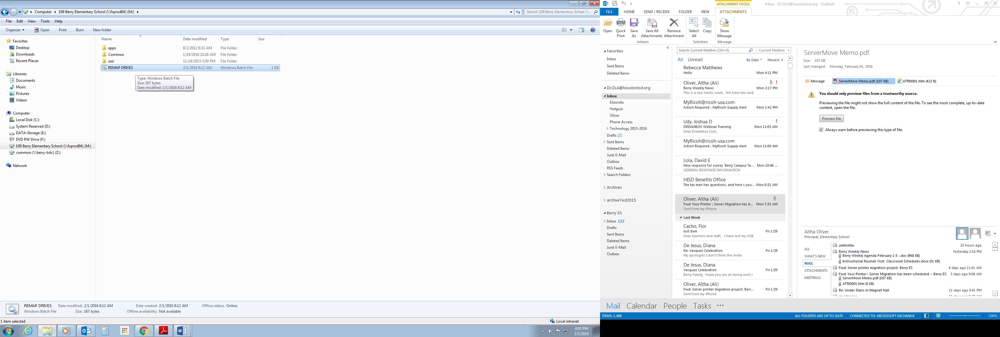 Computer ▸ 109 Berry Elementary School (\\fsprod04) (M:) ▸
Search 109 Berry Elementary School (\...
File Edit View Tools Help
Organize Open Print Burn New folder
Favorites
Desktop
Downloads
Recent Places
Libraries
Documents
Music
Pictures
Videos
Computer
Local Disk (C:)
System Reserved (D:)
DATA-Storage (E:)
DVD RW Drive (F:)
109 Berry Elementary School (\\fsprod04) (M:)
common (\\berry-bdc) (Z:)
Network
Name Date modified Type Size
apps 8/2/2012 8:32 AM File folder
Common 1/19/2016 10:28 AM File folder
sasi 11/24/2015 3:50 PM File folder
REMAP DRIVES 2/1/2016 8:12 AM Windows Batch File 1 KB
Type: Windows Batch File
Size: 167 bytes
Date modified: 2/1/2016 8:12 AM
REMAP DRIVES Date modified: 2/1/2016 8:12 AM Date created: 2/1/2016 8:12 AM Offline status: Online
Windows Batch File Size: 167 bytes Offline availability: Not available
1 item selected
Local intranet
4:10 PM
2/2/2016
ATTACHMENT TOOLS
Inbox - DLOLA@houstonisd.org - Outlook
FILE HOME SEND / RECEIVE FOLDER VIEW ATTACHMENTS
Open
Quick Print
Save As
Save All Attachments
Remove Attachment
Select All
Copy
Show Message
Actions Selection Message
Favorites
Inbox
Sent Items
Deleted Items
DLOLA@houstonisd.org
Inbox
Elizondo
Holguin
Oliver
Phone Access
Technology 2015-2016
Drafts [2]
Sent Items
Deleted Items
Junk E-Mail
Outbox
RSS Feeds
Search Folders
Archives
archiveTest2015
Berry ES
Inbox 122
Drafts
Sent Items
Deleted Items
Junk E-Mail
Outbox
Search Current Mailbox (Ctrl+E) Current Mailbox
All Unread By Date Newest
Rebecca Matthews
Hello Mon 4:11 PM
Oliver, Altha (Ali)
Berry Weekly News Mon 2:17 PM
This is a very hectic week. We have lots and
MyRicoh@ricoh-usa.com
Action Required - MyRicoh Supply Alert Mon 1:42 PM
Udy, Joshua D
DREAMBOX Webinar Training Mon 11:03 AM
Dear Dreambox User,
MyRicoh@ricoh-usa.com
Action Required - MyRicoh Supply Alert Mon 11:00 AM
Lola, David E
New response for survey 'Berry Campus Te... Mon 10:46 ...
GENERAL RESPONSE INFORMATION
HISD Benefits Office
The tax man has questions, and here's you... Mon 8:31 AM
Oliver, Altha (Ali)
Fwd: Your Printer \ Server Migration has b... Mon 7:35 AM
Sent from my iPhone
Last Week
Cacho, Flor
lost item Fri 1/29
Dear teachers and staff, I have lost my USB
De Jesus, Diana
Re: Vasquez Celebration Fri 1/29
My apologies I don't think the invite
De Jesus, Diana
Vasquez Celebration Fri 1/29
Berry Family, Hope you are all doing well! I
Oliver, Altha (Ali)
Fwd: Server printer migration project. Berr... Fri 1/29
Sent from my iPhone
ServerMove Memo.pdf
Size: 107 KB
Last changed: Monday, February 01, 2016
Message ServerMove Memo.pdf (107 KB) ATT00001.htm (422 B)
You should only preview files from a trustworthy source.
Previewing the file might not show the full content of the file. To see the most complete, up-to-date
content, open the file.
Preview file
Always warn before previewing this type of file.
Altha Oliver
Principal, Elementary School
ALL
WHAT'S NEW
MAIL
ATTACHMENTS
MEETINGS
umbrellas 23 hours ago
Berry Weekly News Yesterday 2:16 PM
Berry Weekly Agenda February 1-5 -.doc (968 KB)
Instructional Rounds Visit- Classroom Schedules.docx (51 KB)
Fwd: Server printer migration project. Berry ES 4 days ago 11:41 AM
Fwd: Your Printer \ Server Migration has been scheduled -- Berry ES 5 days ago 9:06 AM
ServerMove Memo.pdf (107 KB)
ATT00001.htm (0 KB)
Re: Under Stairs in Magnet Hall 11 days ago 3:41 PM
Mail Calendar People Tasks ···
ITEMS: 1,489 ALL FOLDERS ARE UP TO DATE. CONNECTED TO: MICROSOFT EXCHANGE 100%